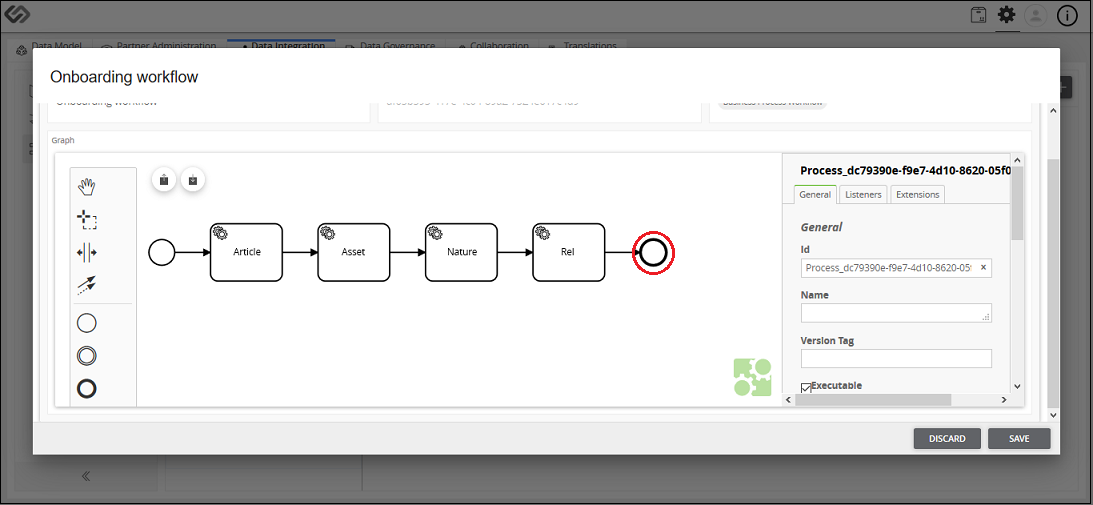 Data Model Partner Administration Data Integration Data Governance Collaboration Translations
Onboarding workflow
Onboarding workflow
Business Process Workflow
Graph
Process_dc79390e-f9e7-4d10-8620-05f0
General Listeners Extensions
General
Id
Process_dc79390e-f9e7-4d10-8620-05f
Name
Version Tag
Executable
Article
Asset
Nature
Rel
DISCARD
SAVE